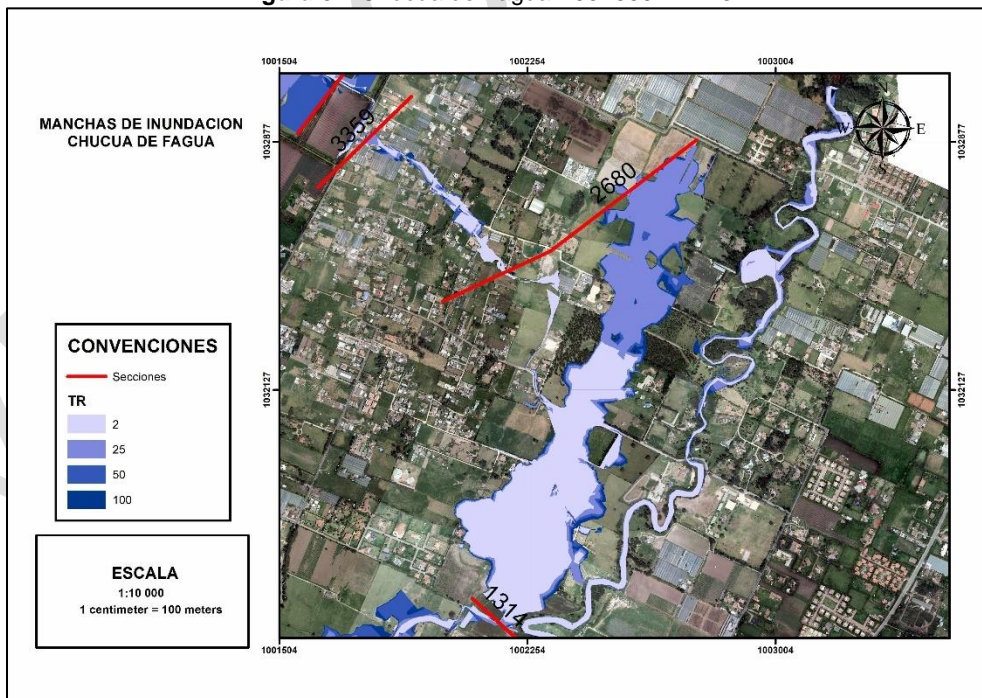 1001504
1002254
1003004
MANCHAS DE INUNDACION
CHUCUA DE FAGUA
N
W
E
S
1032877
1032877
3359
2680
CONVENCIONES
Secciones
TR
2
25
50
100
1032127
1032127
ESCALA
1:10 000
1 centimeter = 100 meters
1314
1001504
1002254
1003004